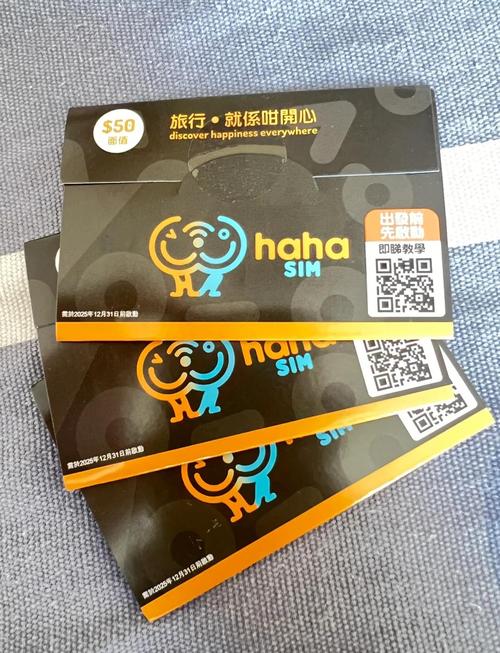 $50
面值
旅行•就係咁開心
discover happiness everywhere
haha
SIM
出發前
先啟動
即睇教學
需於2025年12月31日前啟動
haha
SIM
需於2025年12月31日前啟動
SIM
需於2025年12月31日前啟動